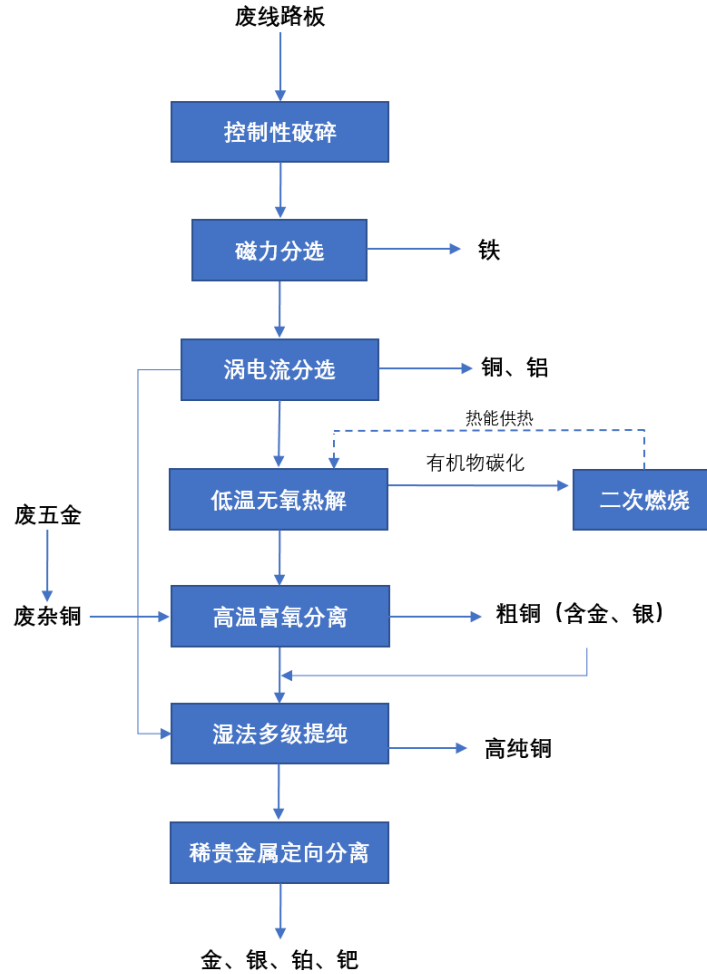 废线路板
控制性破碎
磁力分选
铁
涡电流分选
铜、铝
热能供热
有机物碳化
低温无氧热解
二次燃烧
废五金
废杂铜
高温富氧分离
粗铜（含金、银）
湿法多级提纯
高纯铜
稀贵金属定向分离
金、银、铂、钯